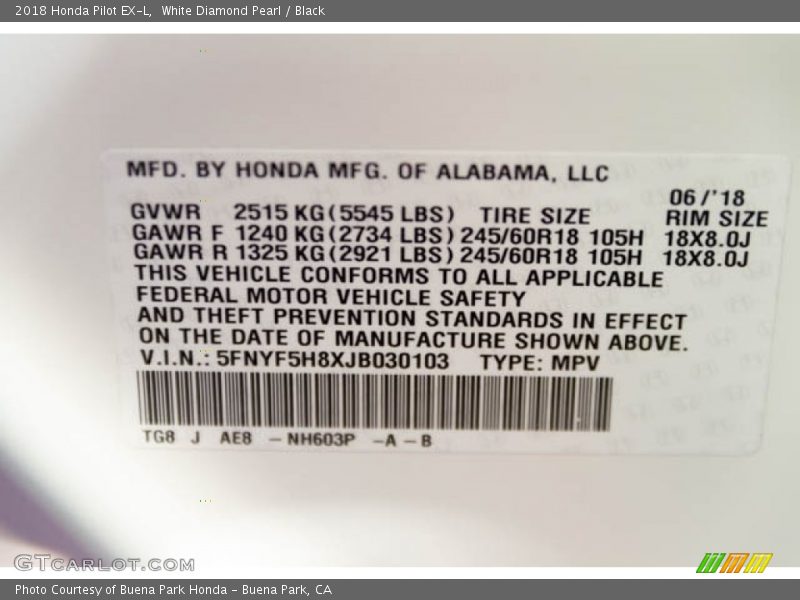 2018 Honda Pilot EX-L,  White Diamond Pearl / Black
MFD. BY HONDA MFG. OF ALABAMA, LLC
06/'18
GVWR 2515 KG (5545 LBS) TIRE SIZE RIM SIZE
GAWR F 1240 KG (2734 LBS) 245/60R18 105H 18X8.0J
GAWR R 1325 KG (2921 LBS) 245/60R18 105H 18X8.0J
THIS VEHICLE CONFORMS TO ALL APPLICABLE
FEDERAL MOTOR VEHICLE SAFETY
AND THEFT PREVENTION STANDARDS IN EFFECT
ON THE DATE OF MANUFACTURE SHOWN ABOVE.
V.I.N.: 5FNYF5H8XJB030103 TYPE: MPV
TG8 J AE8 - NH603P - A - B
GTCARLOT.COM
Photo Courtesy of Buena Park Honda - Buena Park, CA